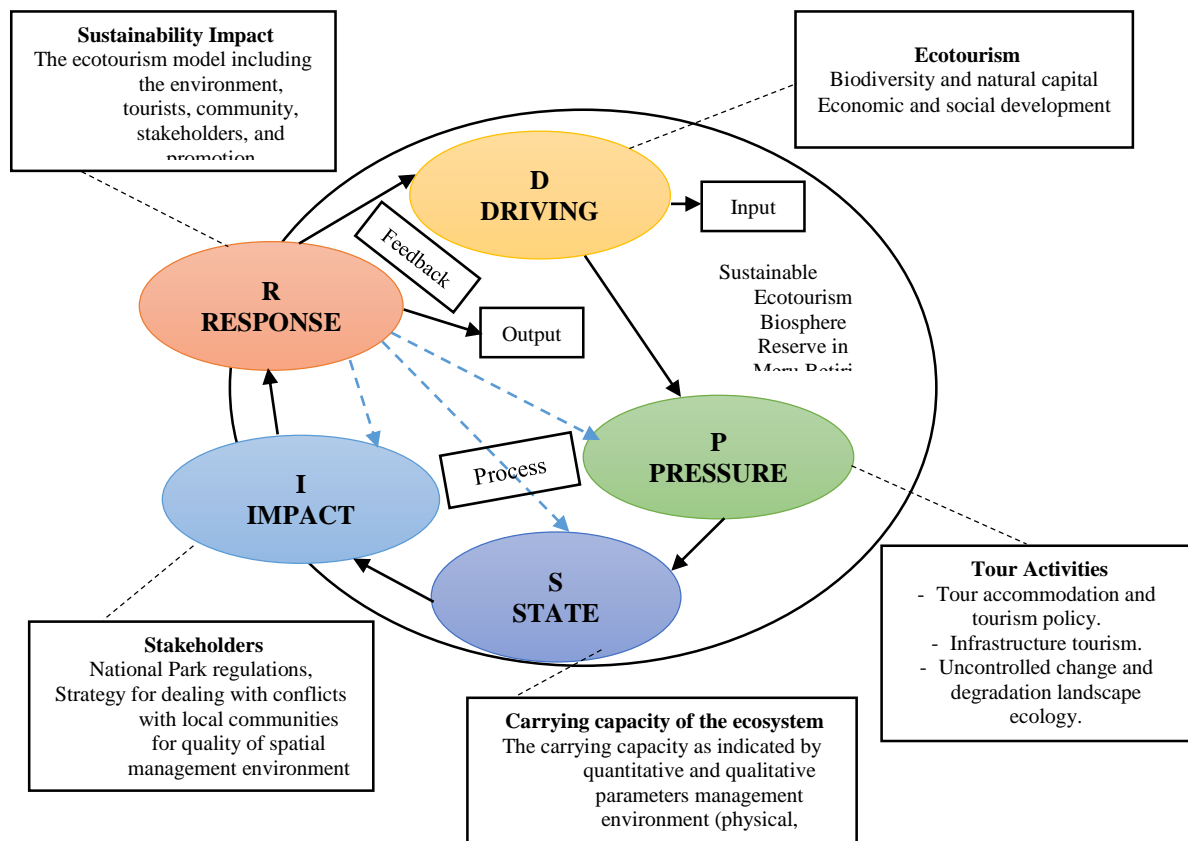 Sustainability Impact
The ecotourism model including
the environment,
tourists, community,
stakeholders, and
promotion
Ecotourism
Biodiversity and natural capital
Economic and social development
D
DRIVING
Input
Feedback
Sustainable
Ecotourism
Biosphere
Reserve in
Meru Betiri
R
RESPONSE
Output
P
PRESSURE
Process
I
IMPACT
S
STATE
Tour Activities
- Tour accommodation and
tourism policy.
- Infrastructure tourism.
- Uncontrolled change and
degradation landscape
ecology.
Stakeholders
National Park regulations,
Strategy for dealing with conflicts
with local communities
for quality of spatial
management environment
Carrying capacity of the ecosystem
The carrying capacity as indicated by
quantitative and qualitative
parameters management
environment (physical,